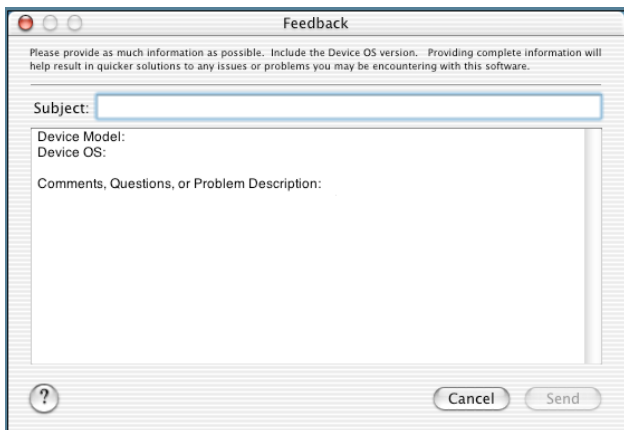 Feedback
Please provide as much information as possible. Include the Device OS version. Providing complete information will
help result in quicker solutions to any issues or problems you may be encountering with this software.
Subject:
Device Model:
Device OS:
Comments, Questions, or Problem Description:
?
Cancel
Send